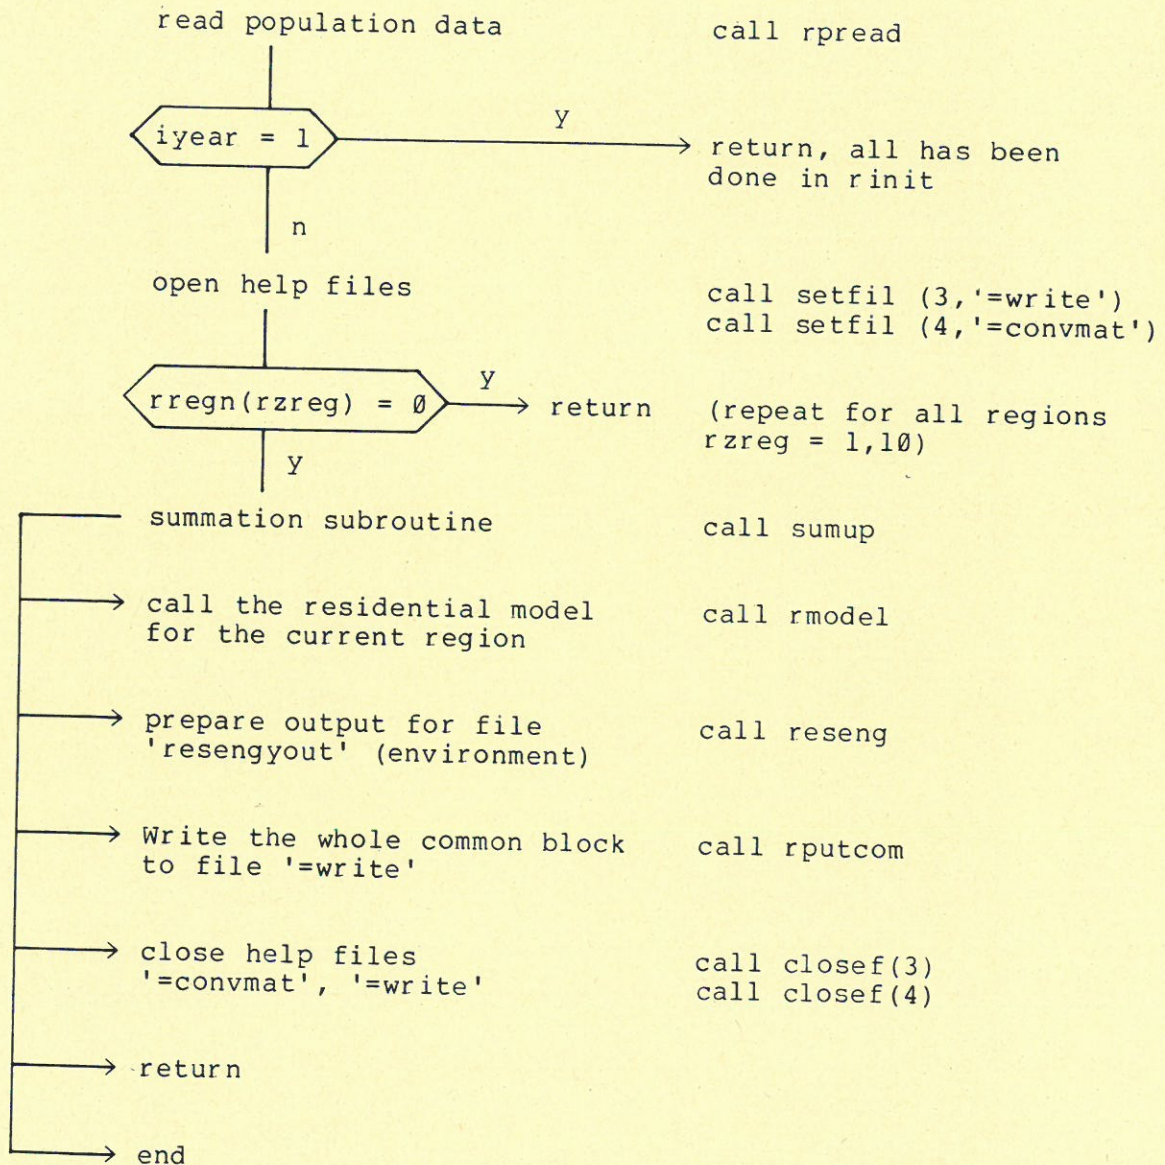 read population data call rpread
iyear = 1
y
return, all has been
done in rinit
n
open help files
call setfil (3,'=write')
call setfil (4,'=convmat')
rregn(rzreg) = Ø
y
return
(repeat for all regions
rzreg = 1,1Ø)
y
summation subroutine call sumup
call the residential model
for the current region
call rmodel
prepare output for file
'resengyout' (environment)
call reseng
Write the whole common block
to file '=write'
call rputcom
close help files
'=convmat', '=write'
call closef(3)
call closef(4)
return
end